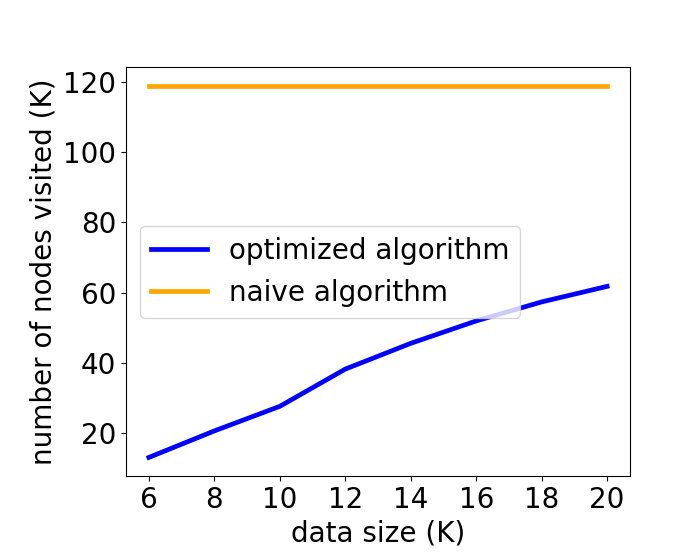 number of nodes visited (K)
120
100
80
60
40
20
optimized algorithm
naive algorithm
6 8 10 12 14 16 18 20
data size (K)